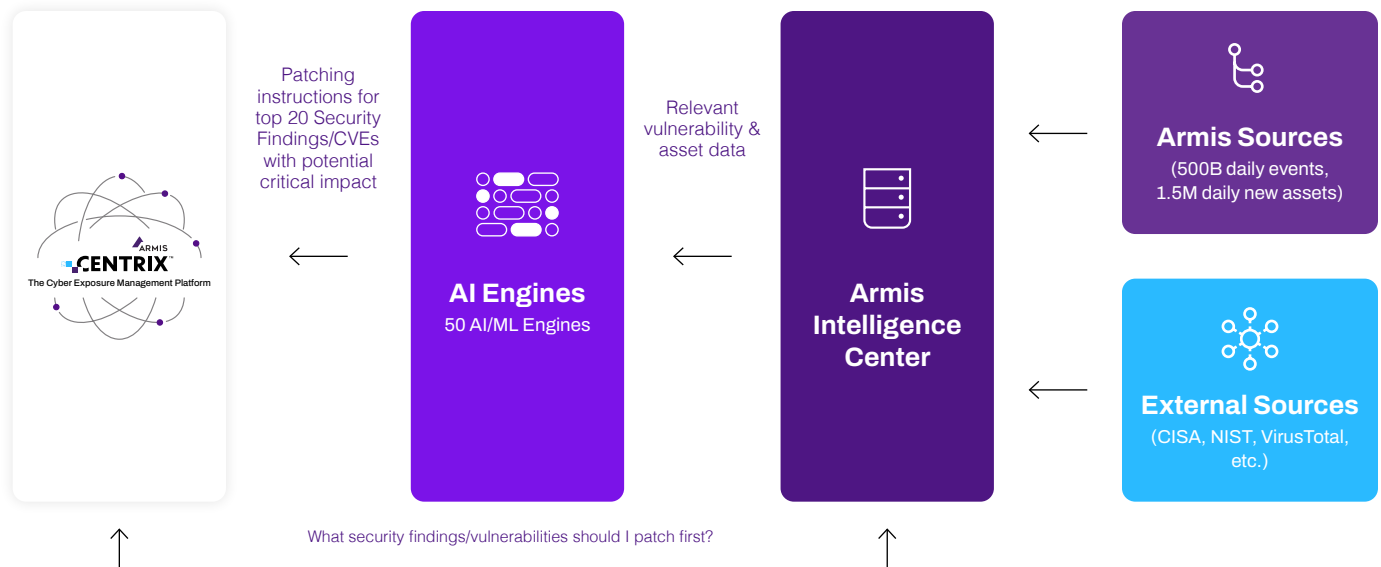 ARMIS
CENTRIX™
The Cyber Exposure Management Platform
Patching
instructions for
top 20 Security
Findings/CVEs
with potential
critical impact
AI Engines
50 AI/ML Engines
Relevant
vulnerability &
asset data
Armis
Intelligence
Center
Armis Sources
(500B daily events,
1.5M daily new assets)
External Sources
(CISA, NIST, VirusTotal,
etc.)
What security findings/vulnerabilities should I patch first?